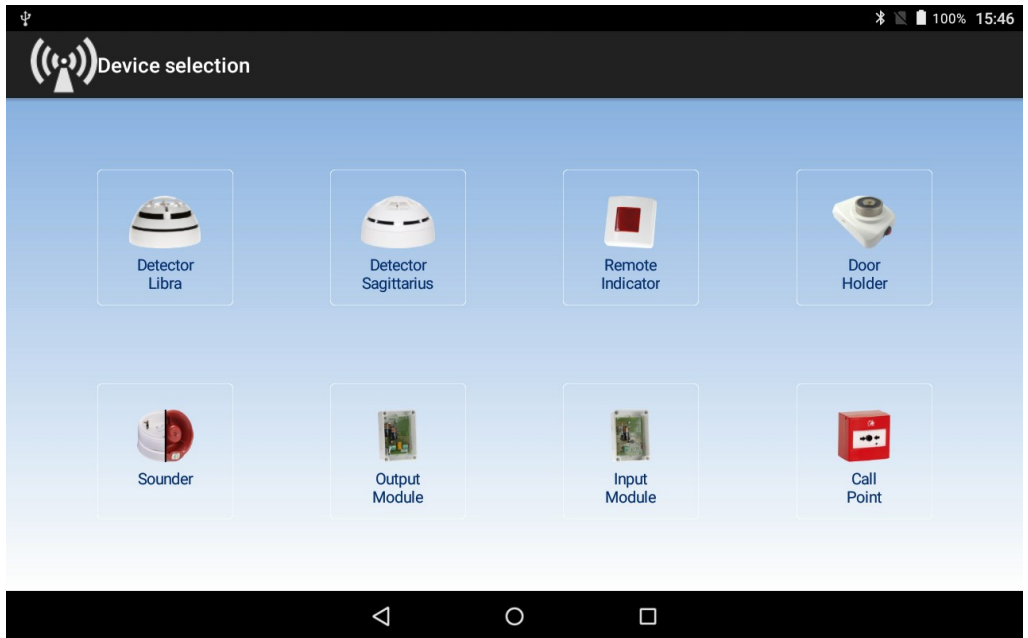 100% 15:46
Device selection
Detector
Libra
Detector
Sagittarius
Remote
Indicator
Door
Holder
Sounder
Output
Module
Input
Module
Call
Point